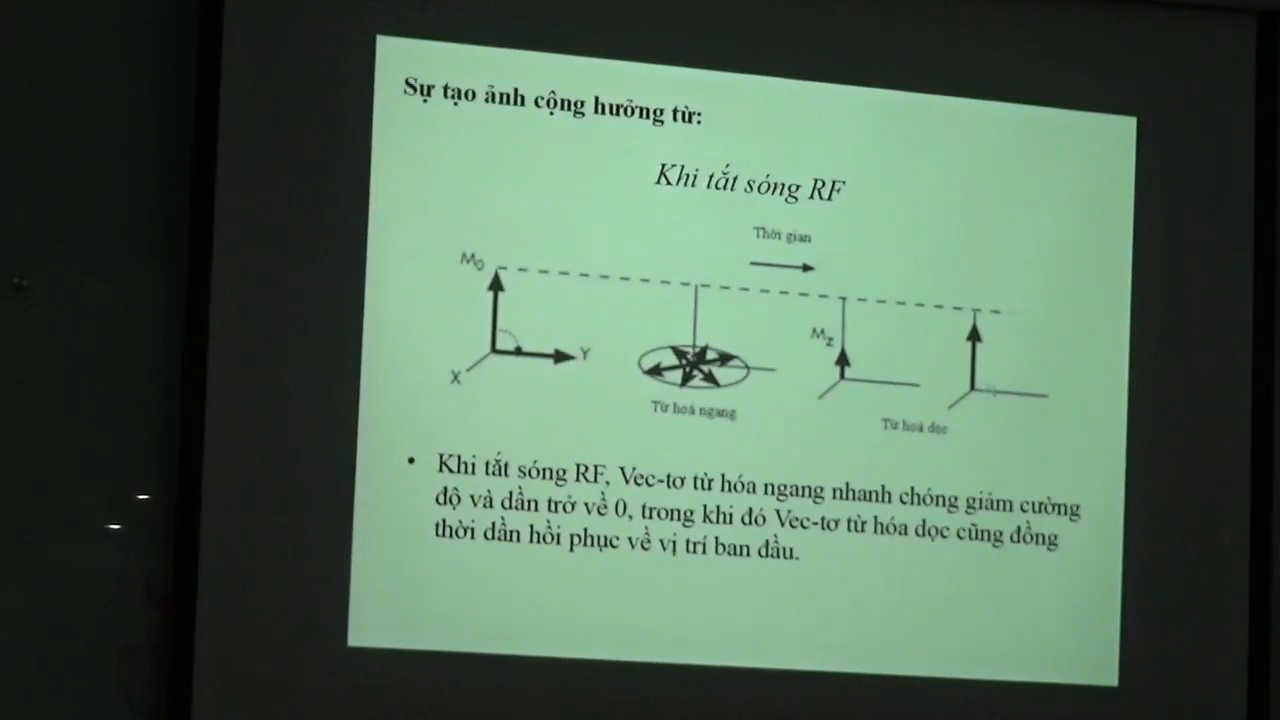 Sự tạo ảnh cộng hưởng từ:
Khi tắt sóng RF
Thời gian
M0
Y
X
Mz
Từ hoá ngang
Từ hoá dọc
• Khi tắt sóng RF, Vec-tơ từ hóa ngang nhanh chóng giảm cường
độ và dần trở về 0, trong khi đó Vec-tơ từ hóa dọc cũng đồng
thời dần hồi phục về vị trí ban đầu.